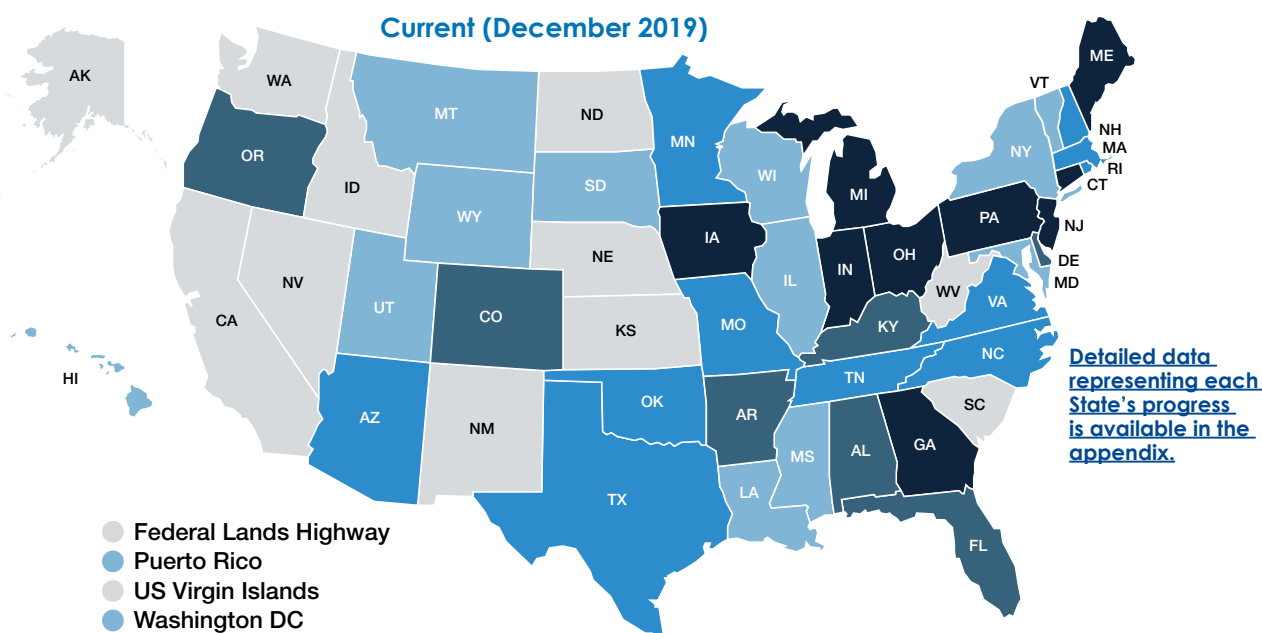 Current (December 2019)
AK
WA
MT
ND
MN
ME
VT
NH
MA
RI
CT
NY
WI
MI
OR
ID
SD
WY
IA
PA
NJ
OH
NE
IN
IL
DE
MD
WV
VA
NV
UT
CO
KS
MO
KY
CA
NC
TN
HI
AZ
NM
OK
AR
SC
MS
AL
GA
LA
TX
FL
Detailed data
representing each
State's progress
is available in the
appendix.
Federal Lands Highway
Puerto Rico
US Virgin Islands
Washington DC